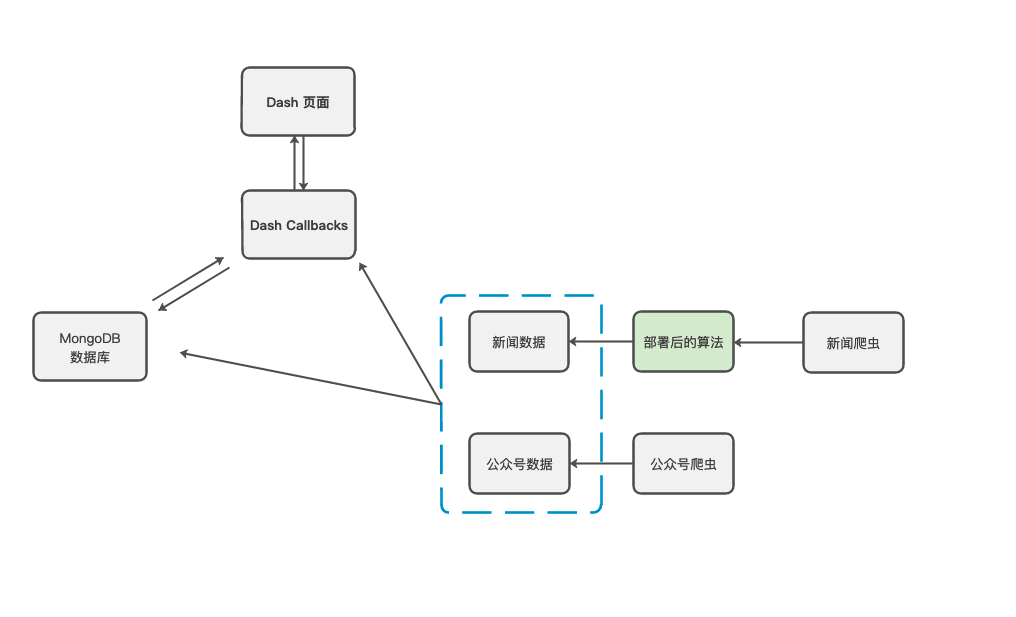 Dash 页面
Dash Callbacks
MongoDB
数据库
新闻数据
部署后的算法
新闻爬虫
公众号数据
公众号爬虫